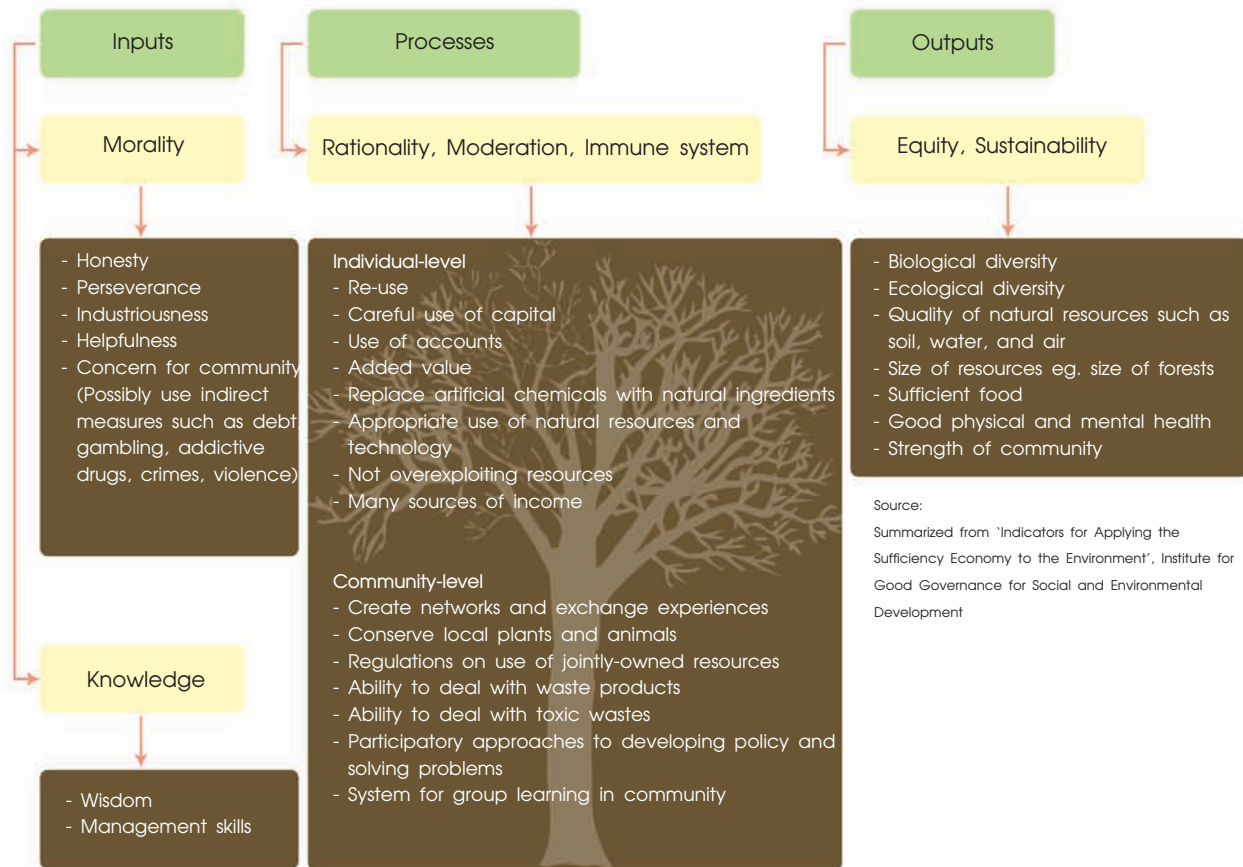 Inputs
Morality
- Honesty
- Perseverance
- Industriousness
- Helpfulness
- Concern for community
(Possibly use indirect
measures such as debt,
gambling, addictive
drugs, crimes, violence)
Knowledge
- Wisdom
- Management skills
Processes
Rationality, Moderation, Immune system
Individual-level
- Re-use
- Careful use of capital
- Use of accounts
- Added value
- Replace artificial chemicals with natural ingredients
- Appropriate use of natural resources and
technology
- Not overexploiting resources
- Many sources of income
Community-level
- Create networks and exchange experiences
- Conserve local plants and animals
- Regulations on use of jointly-owned resources
- Ability to deal with waste products
- Ability to deal with toxic wastes
- Participatory approaches to developing policy and
solving problems
- System for group learning in community
Outputs
Equity, Sustainability
- Biological diversity
- Ecological diversity
- Quality of natural resources such as
soil, water, and air
- Size of resources eg. size of forests
- Sufficient food
- Good physical and mental health
- Strength of community
Source:
Summarized from ‘Indicators for Applying the
Sufficiency Economy to the Environment’, Institute for
Good Governance for Social and Environmental
Development